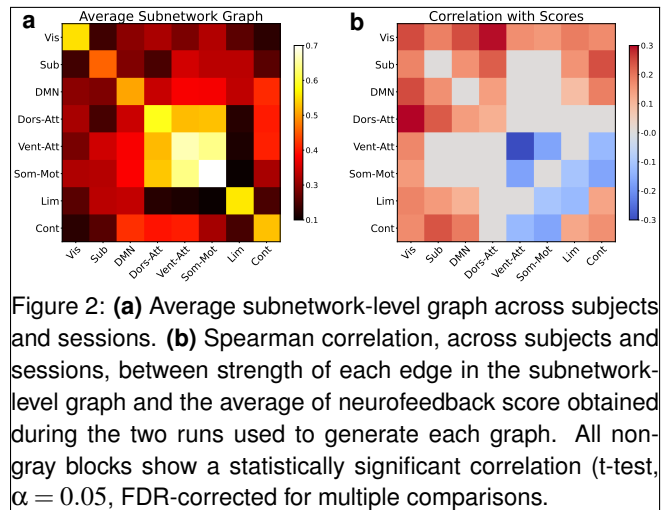 a
Average Subnetwork Graph
Vis
Sub
DMN
Dors-Att
Vent-Att
Som-Mot
Lim
Cont
Vis
Sub
DMN
Dors-Att
Vent-Att
Som-Mot
Lim
Cont
0.7
0.6
0.5
0.4
0.3
0.2
0.1
b
Correlation with Scores
Vis
Sub
DMN
Dors-Att
Vent-Att
Som-Mot
Lim
Cont
Vis
Sub
DMN
Dors-Att
Vent-Att
Som-Mot
Lim
Cont
0.3
0.2
0.1
-0.0
-0.1
-0.2
-0.3
Figure 2: (a) Average subnetwork-level graph across subjects
and sessions. (b) Spearman correlation, across subjects and
sessions, between strength of each edge in the subnetwork-
level graph and the average of neurofeedback score obtained
during the two runs used to generate each graph. All non-
gray blocks show a statistically significant correlation (t-test,
α = 0.05, FDR-corrected for multiple comparisons.